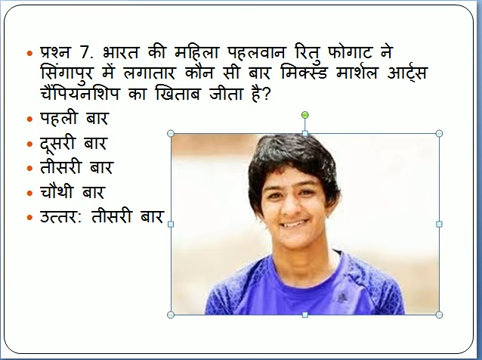 प्रश्न 7. भारत की महिला पहलवान रितु फोगाट ने
सिंगापुर में लगातार कौन सी बार मिक्स्ड मार्शल आर्ट्स
चैंपियनशिप का खिताब जीता है?
पहली बार
दूसरी बार
तीसरी बार
चौथी बार
उत्तर: तीसरी बार